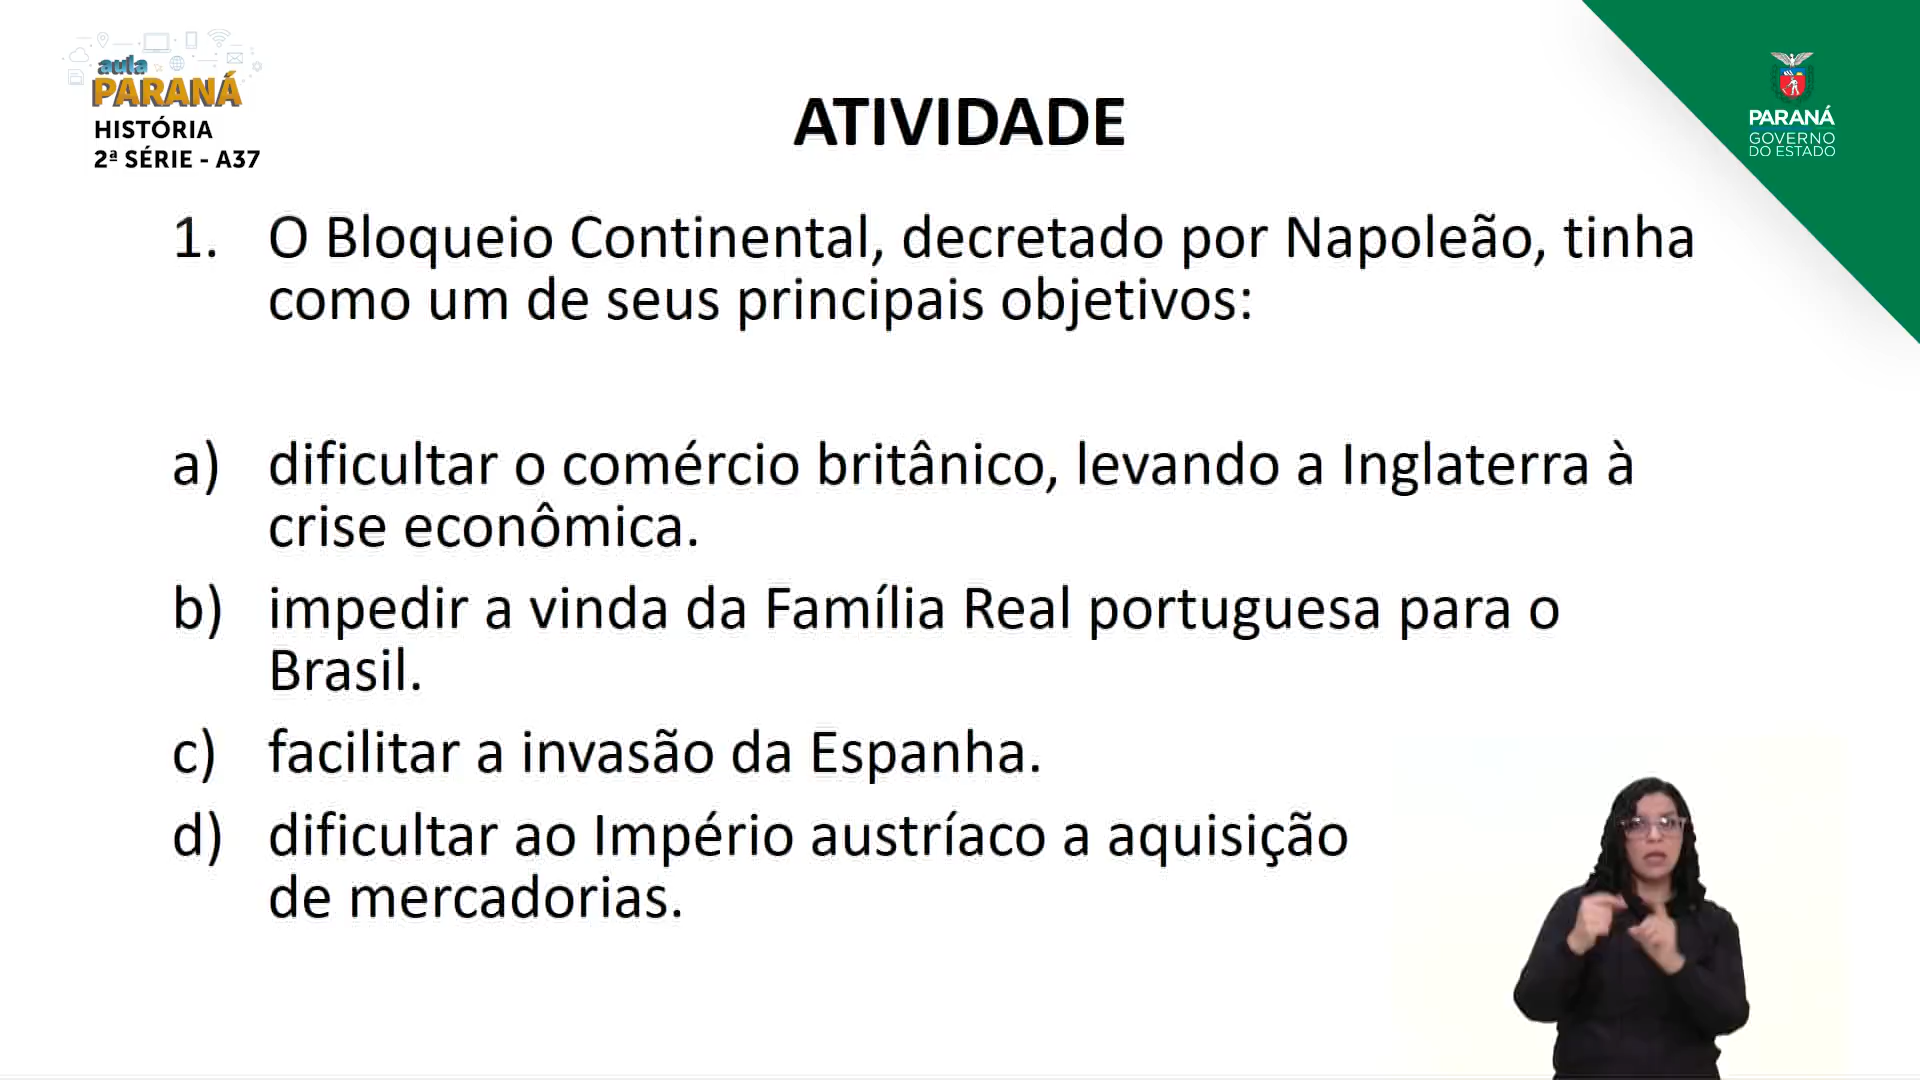 aula
PARANÁ
HISTÓRIA
2ª SÉRIE - A37
ATIVIDADE
PARANÁ
GOVERNO
DO ESTADO
1. O Bloqueio Continental, decretado por Napoleão, tinha
como um de seus principais objetivos:
a) dificultar o comércio britânico, levando a Inglaterra à
crise econômica.
b) impedir a vinda da Família Real portuguesa para o
Brasil.
c) facilitar a invasão da Espanha.
d) dificultar ao Império austríaco a aquisição
de mercadorias.